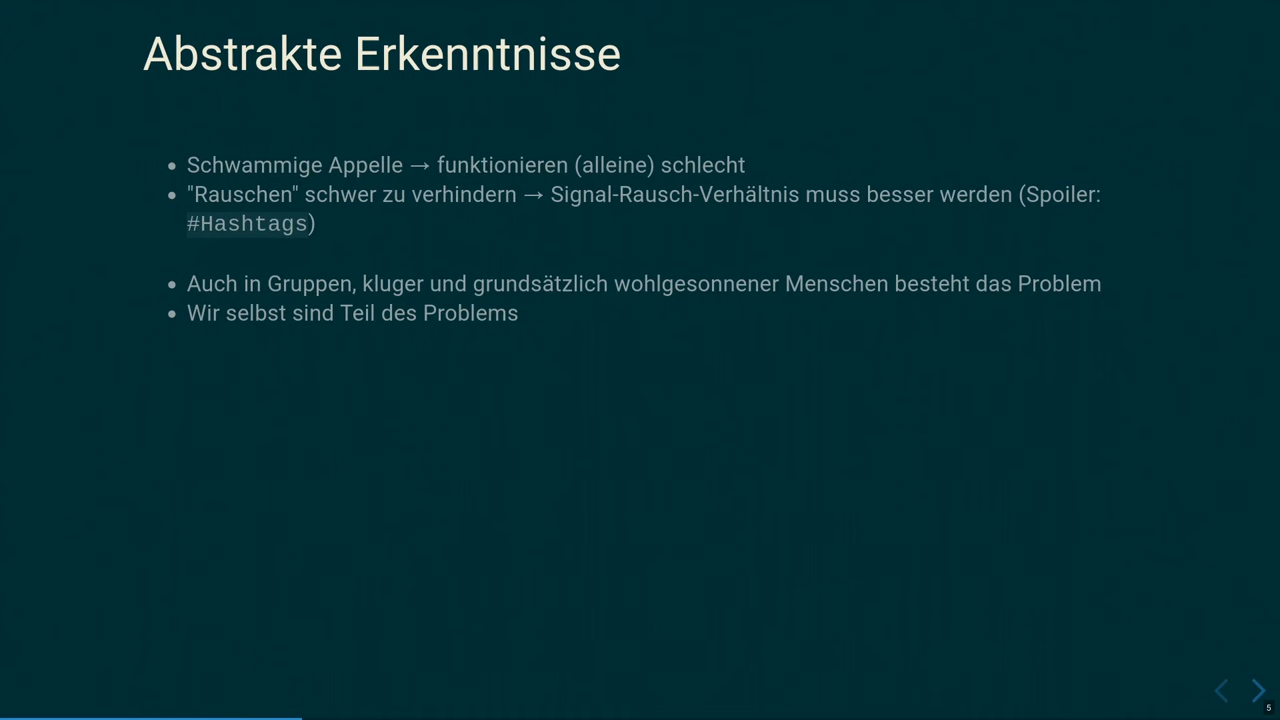 Abstrakte Erkenntnisse
• Schwammige Appelle → funktionieren (alleine) schlecht
• "Rauschen" schwer zu verhindern → Signal-Rausch-Verhältnis muss besser werden (Spoiler:
#Hashtags)
• Auch in Gruppen, kluger und grundsätzlich wohlgesonnener Menschen besteht das Problem
• Wir selbst sind Teil des Problems
5